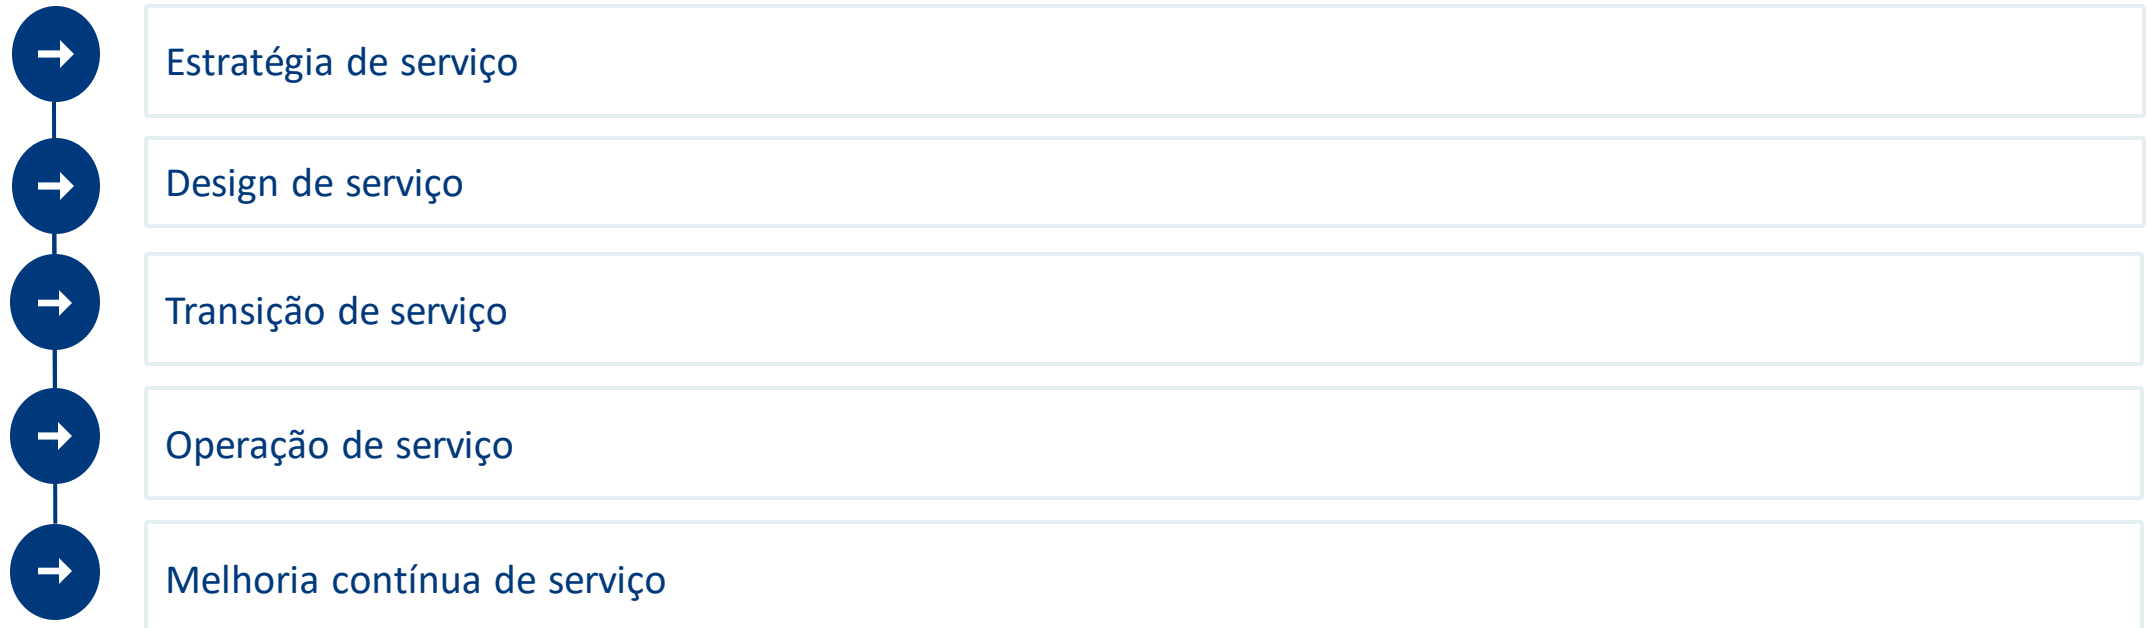 Estratégia de serviço
Design de serviço
Transição de serviço
Operação de serviço
Melhoria contínua de serviço